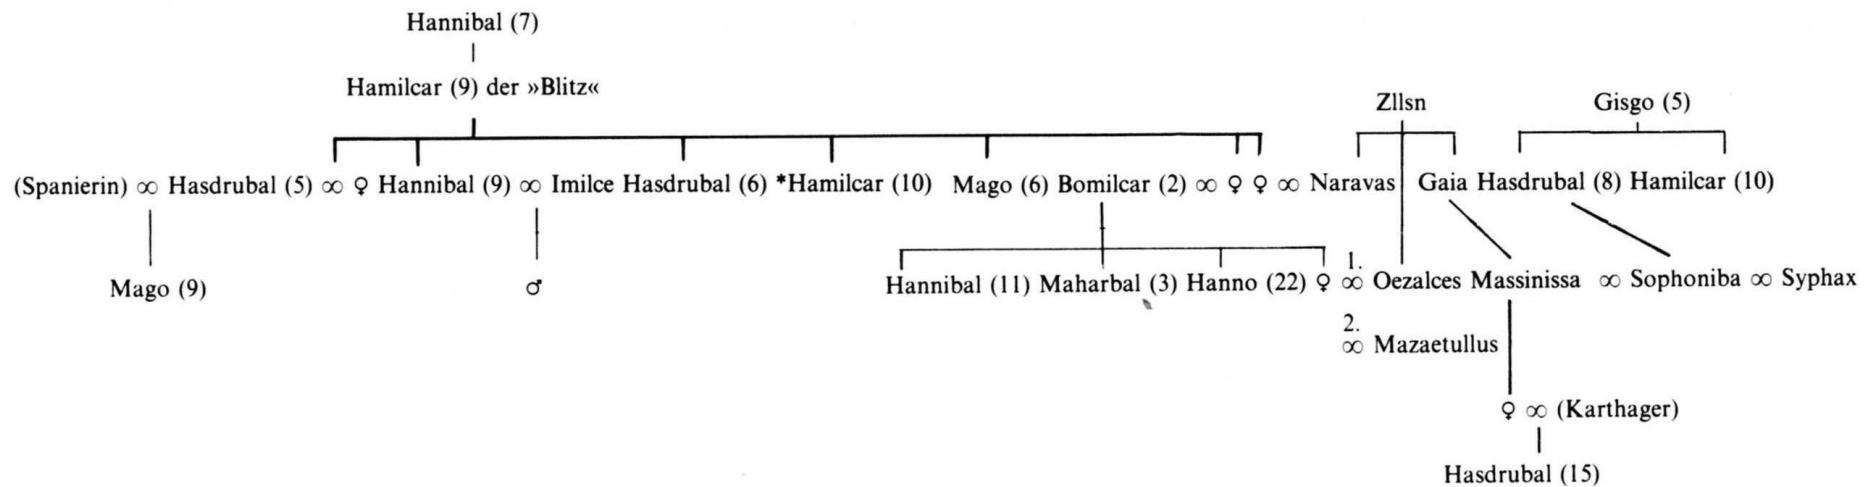 Hannibal (7)
Hamilcar (9) der »Blitz«
Zllsn Gisgo (5)
(Spanierin) ∞ Hasdrubal (5) ∞ ♀ Hannibal (9) ∞ Imilce Hasdrubal (6) *Hamilcar (10) Mago (6) Bomilcar (2) ∞ ♀ ♀ ∞ Naravas Gaia Hasdrubal (8) Hamilcar (10)
Mago (9) ♂ Hannibal (11) Maharbal (3) Hanno (22) ♀ 1. ∞ Oezalces Massinissa ∞ Sophoniba ∞ Syphax
2. ∞ Mazaetullus
♀ ∞ (Karthager)
Hasdrubal (15)